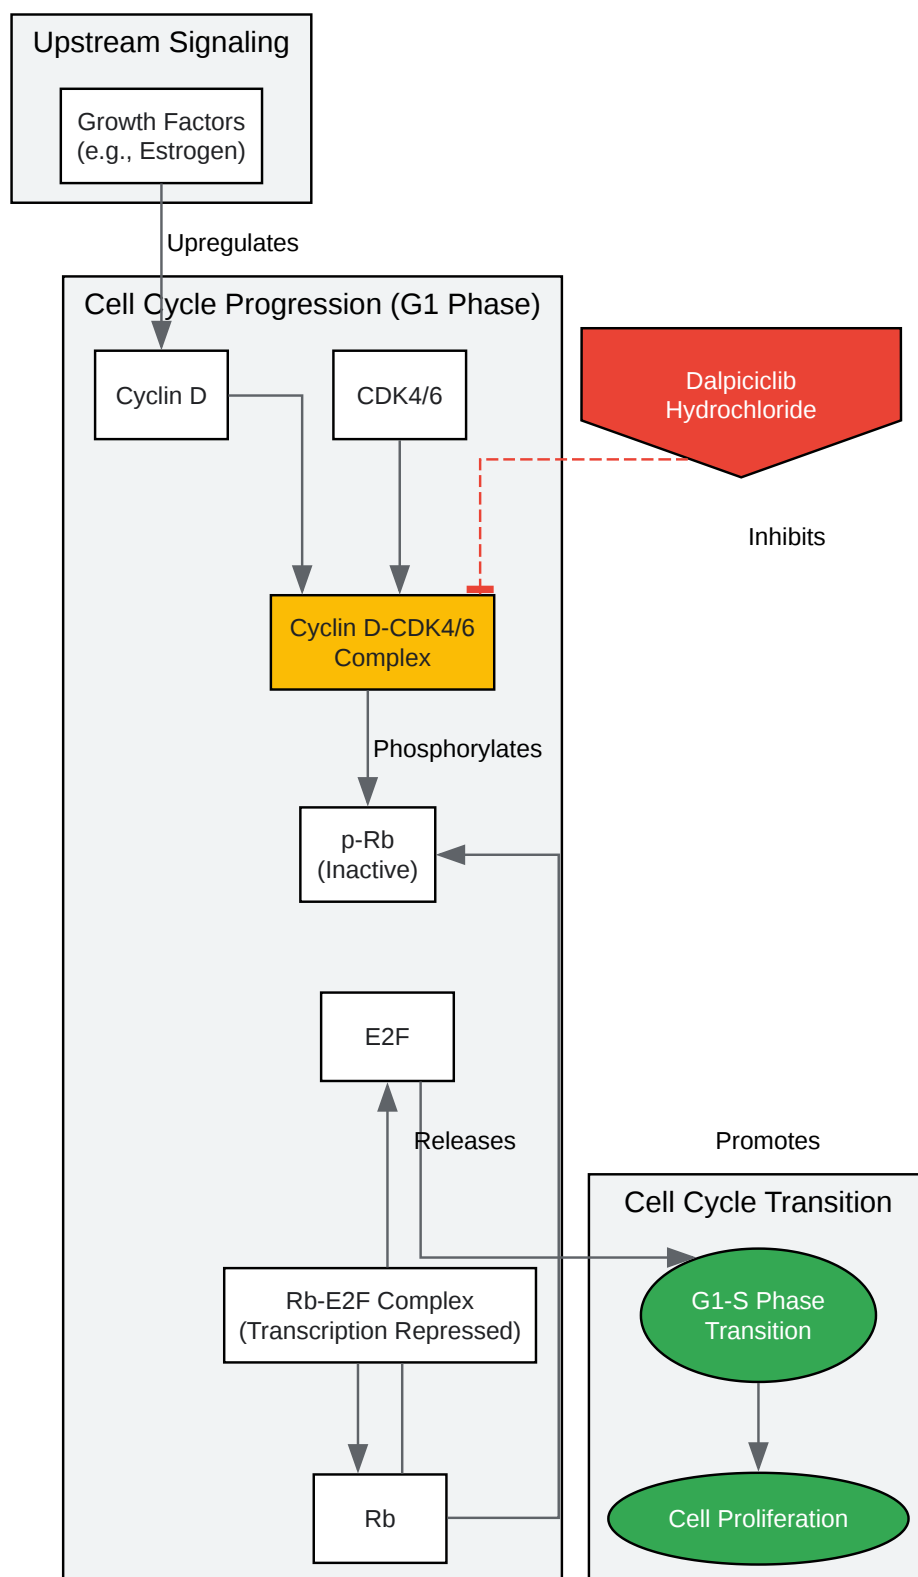 Upstream Signaling
Growth Factors
(e.g., Estrogen)
Upregulates
Cell Cycle Progression (G1 Phase)
Cyclin D
CDK4/6
Dalpiciclib
Hydrochloride
Inhibits
Cyclin D-CDK4/6
Complex
Phosphorylates
p-Rb
(Inactive)
E2F
Releases
Promotes
Cell Cycle Transition
G1-S Phase
Transition
Rb-E2F Complex
(Transcription Repressed)
Rb
Cell Proliferation